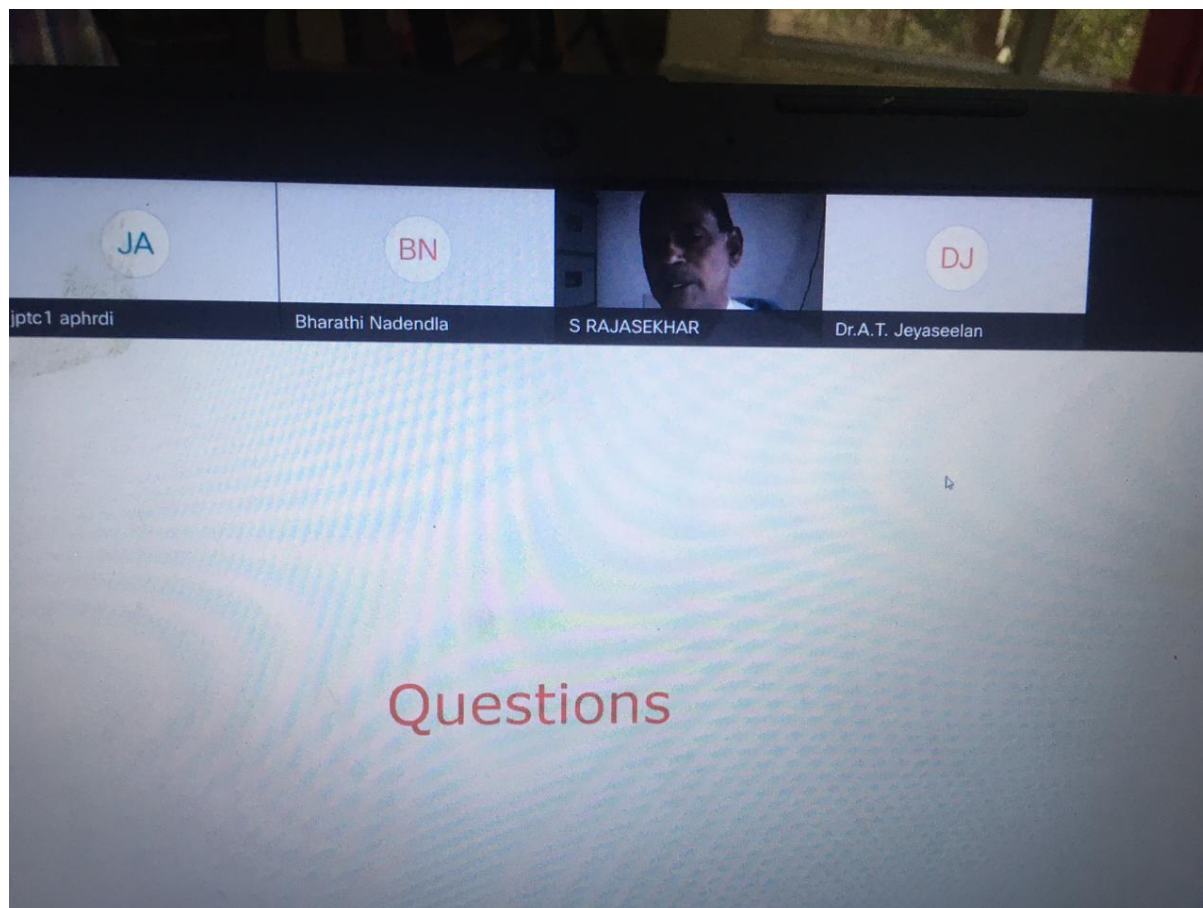 JA
BN
DJ
jptc1 aphrdi
Bharathi Nadendla
S RAJASEKHAR
Dr.A.T. Jeyaseelan
Questions